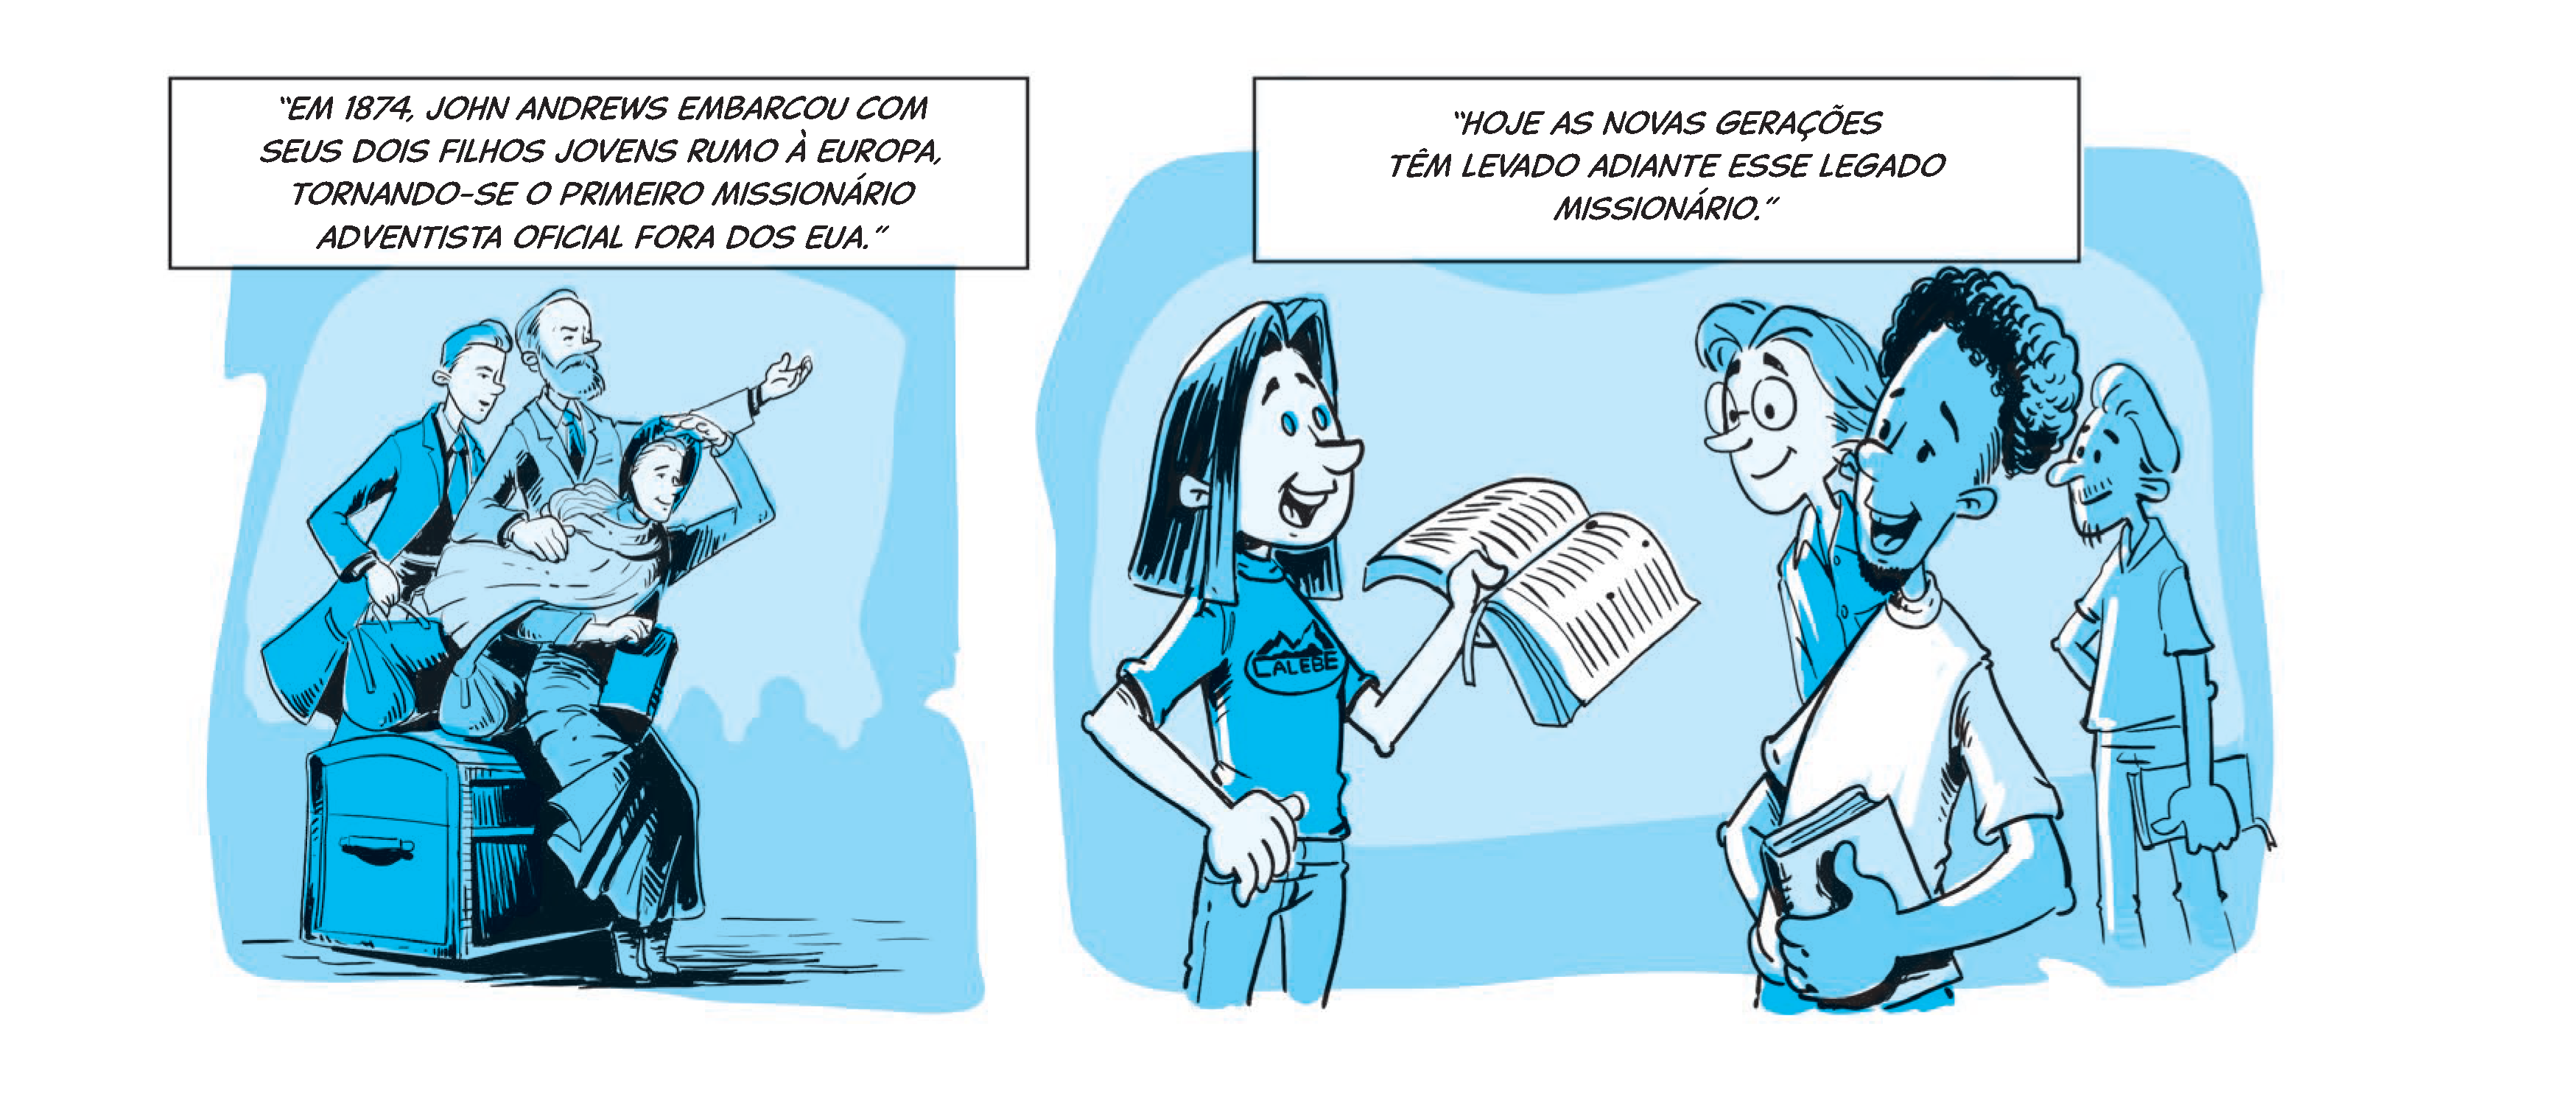 “EM 1874, JOHN ANDREWS EMBARCOU COM
SEUS DOIS FILHOS JOVENS RUMO À EUROPA,
TORNANDO-SE O PRIMEIRO MISSIONÁRIO
ADVENTISTA OFICIAL FORA DOS EUA.”
“HOJE AS NOVAS GERAÇÕES
TÊM LEVADO ADIANTE ESSE LEGADO
MISSIONÁRIO.”
CALEBE